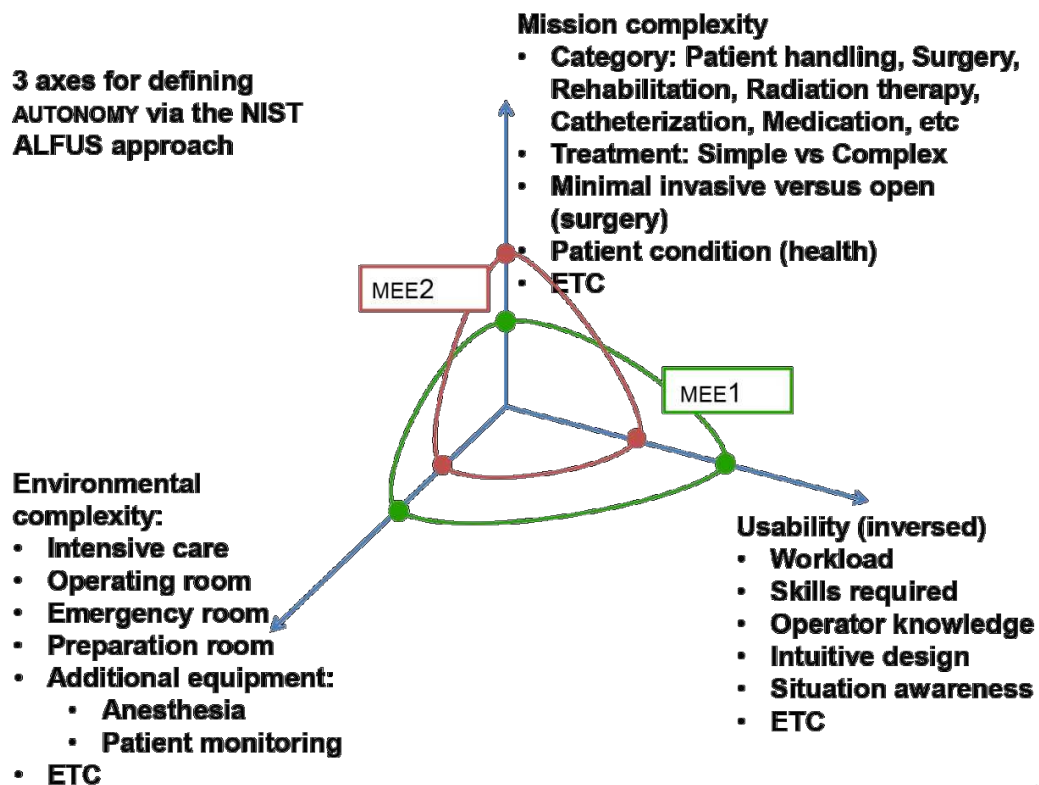 3 axes for defining
AUTONOMY via the NIST
ALFUS approach
Mission complexity
• Category: Patient handling, Surgery,
Rehabilitation, Radiation therapy,
Catheterization, Medication, etc
• Treatment: Simple vs Complex
• Minimal invasive versus open
(surgery)
• Patient condition (health)
• ETC
MEE2
MEE1
Environmental
complexity:
• Intensive care
• Operating room
• Emergency room
• Preparation room
• Additional equipment:
• Anesthesia
• Patient monitoring
• ETC
Usability (inversed)
• Workload
• Skills required
• Operator knowledge
• Intuitive design
• Situation awareness
• ETC